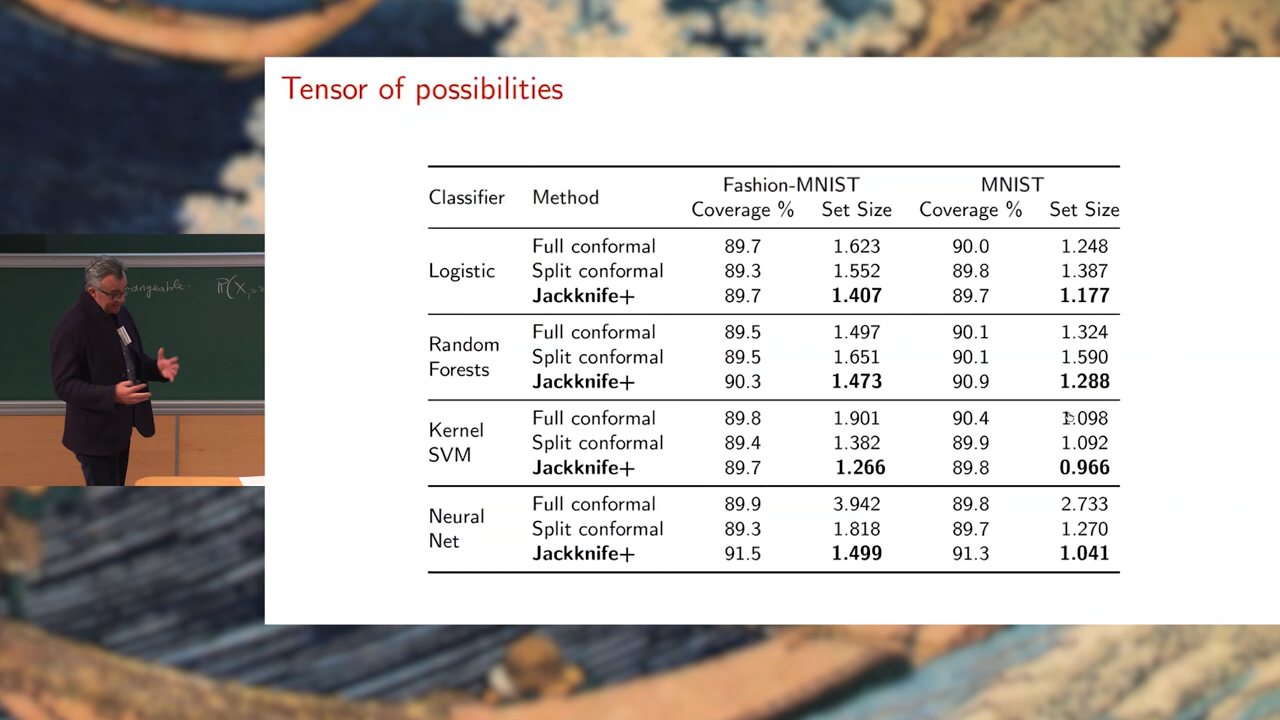 Tensor of possibilities
Fashion-MNIST MNIST
Classifier Method
Coverage % Set Size Coverage % Set Size
Full conformal 89.7 1.623 90.0 1.248
Logistic Split conformal 89.3 1.552 89.8 1.387
Jackknife+ 89.7 1.407 89.7 1.177
Full conformal 89.5 1.497 90.1 1.324
Random
Forests
Split conformal 89.5 1.651 90.1 1.590
Jackknife+ 90.3 1.473 90.9 1.288
Full conformal 89.8 1.901 90.4 1.098
Kernel
SVM
Split conformal 89.4 1.382 89.9 1.092
Jackknife+ 89.7 1.266 89.8 0.966
Full conformal 89.9 3.942 89.8 2.733
Neural
Net
Split conformal 89.3 1.818 89.7 1.270
Jackknife+ 91.5 1.499 91.3 1.041